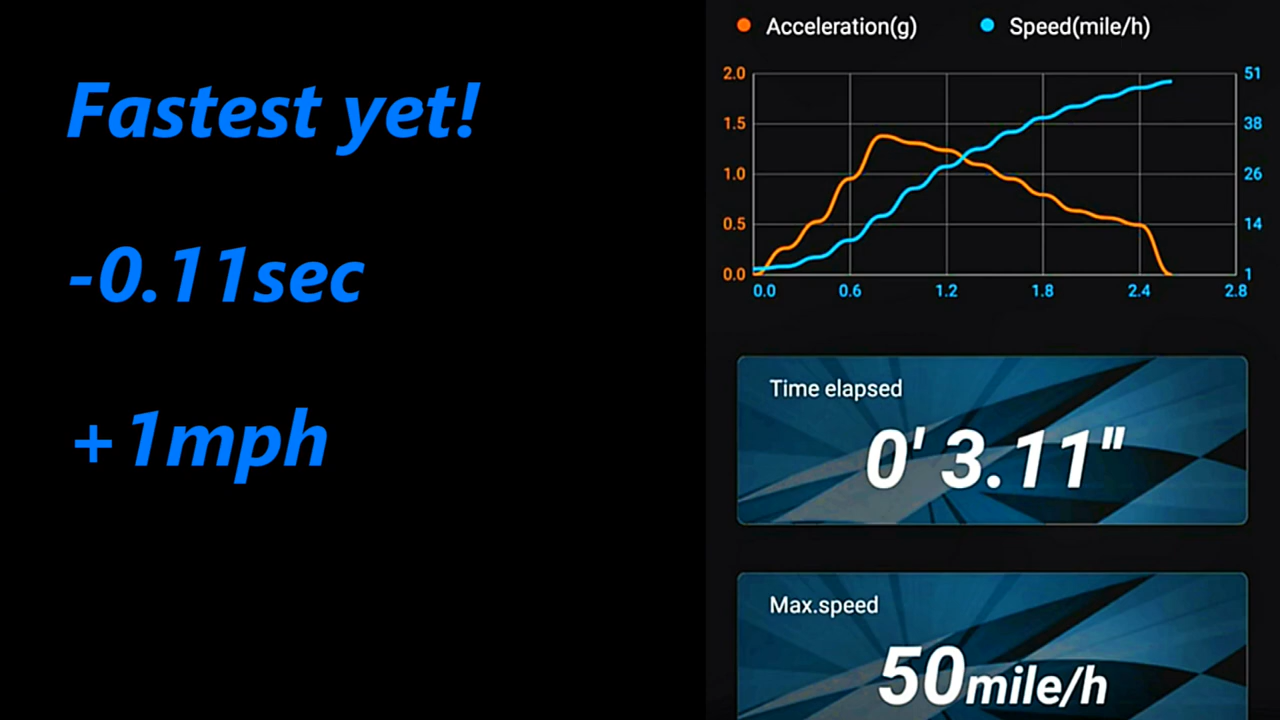 Fastest yet!
-0.11sec
+1mph
Acceleration(g)
Speed(mile/h)
2.0
1.5
1.0
0.5
0.0
51
38
26
14
1
0.0 0.6 1.2 1.8 2.4 2.8
Time elapsed
0' 3.11"
Max.speed
50mile/h